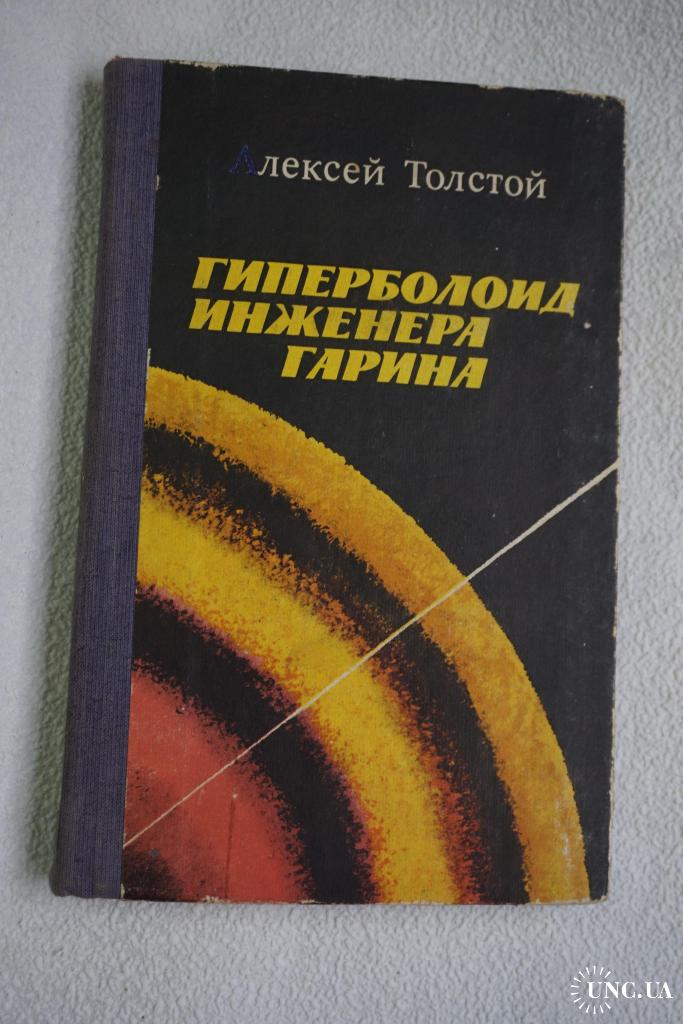 Алексей Толстой
ГИПЕРБОЛОИД
ИНЖЕНЕРА
ГАРИНА
UNC.UA